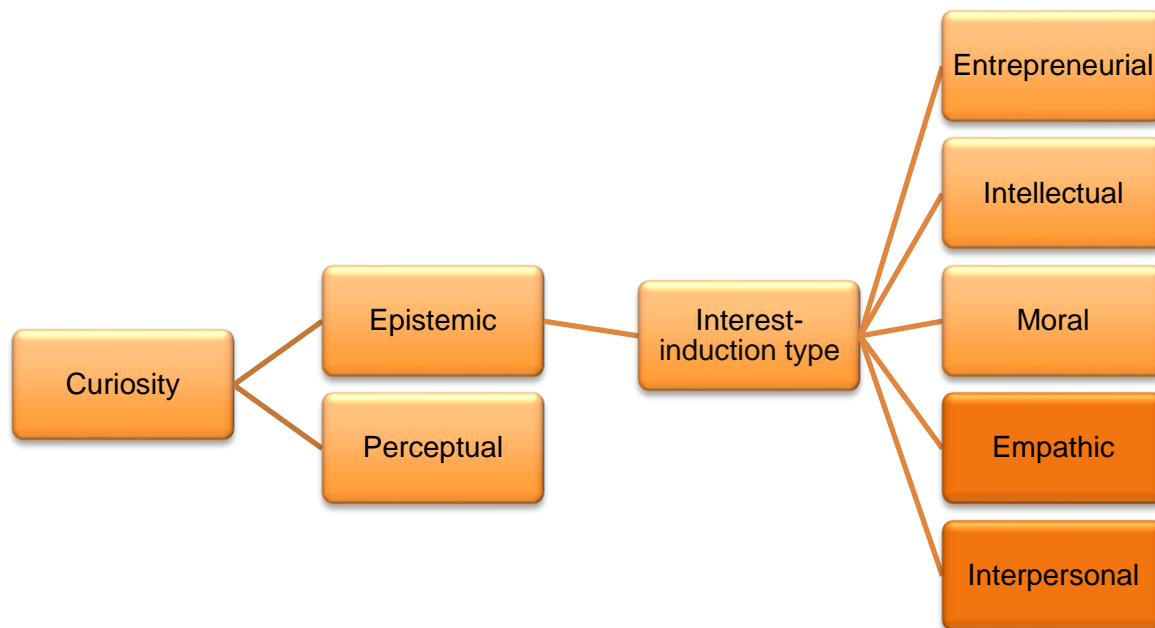 Entrepreneurial
Intellectual
Epistemic
Interest-
induction type
Moral
Curiosity
Perceptual
Empathic
Interpersonal